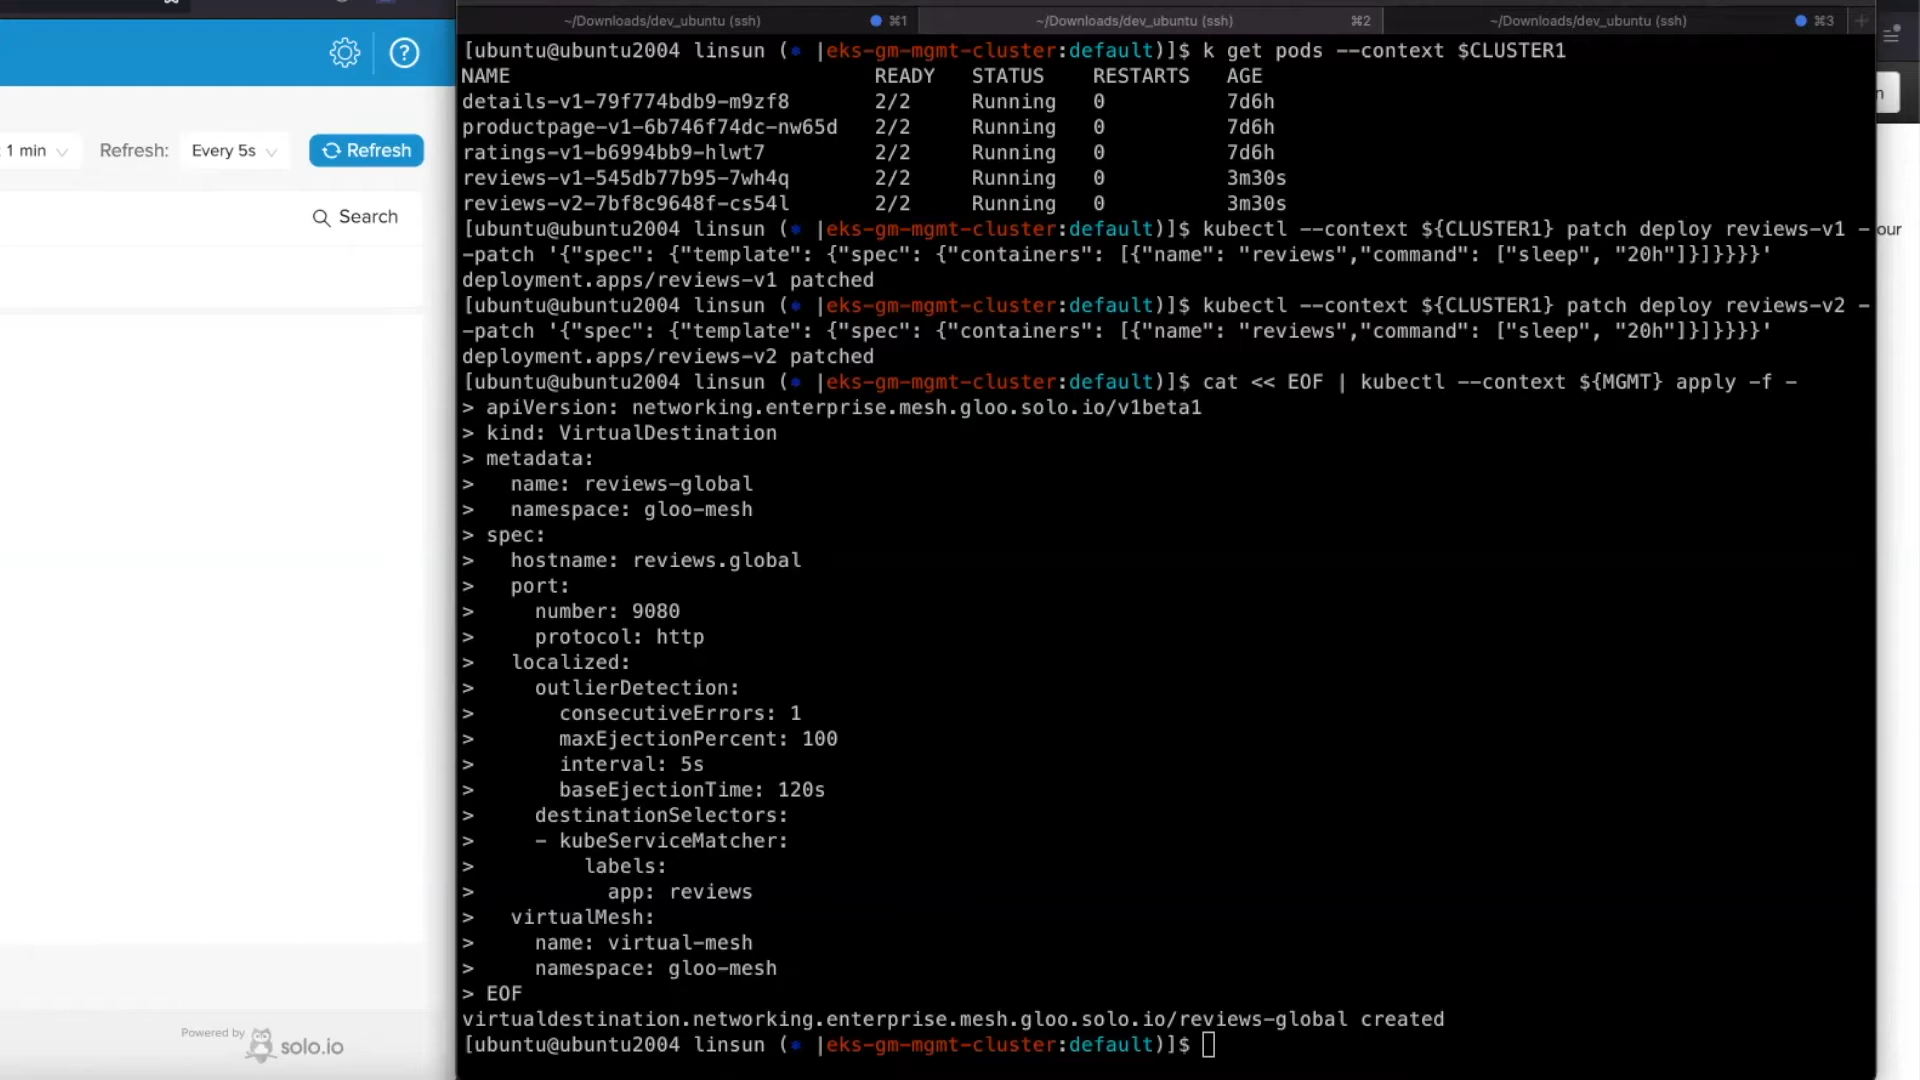 ~/Downloads/dev_ubuntu (ssh) ⌘1
~/Downloads/dev_ubuntu (ssh) ⌘2
~/Downloads/dev_ubuntu (ssh) ⌘3
[ubuntu@ubuntu2004 linsun (⎈ |eks-gm-mgmt-cluster:default)]$ k get pods --context $CLUSTER1
NAME READY STATUS RESTARTS AGE
details-v1-79f774bdb9-m9zf8 2/2 Running 0 7d6h
productpage-v1-6b746f74dc-nw65d 2/2 Running 0 7d6h
ratings-v1-b6994bb9-hlwt7 2/2 Running 0 7d6h
reviews-v1-545db77b95-7wh4q 2/2 Running 0 3m30s
reviews-v2-7bf8c9648f-cs54l 2/2 Running 0 3m30s
[ubuntu@ubuntu2004 linsun (⎈ |eks-gm-mgmt-cluster:default)]$ kubectl --context ${CLUSTER1} patch deploy reviews-v1 -
-patch '{"spec": {"template": {"spec": {"containers": [{"name": "reviews","command": ["sleep", "20h"]}]}}}}'
deployment.apps/reviews-v1 patched
[ubuntu@ubuntu2004 linsun (⎈ |eks-gm-mgmt-cluster:default)]$ kubectl --context ${CLUSTER1} patch deploy reviews-v2 -
-patch '{"spec": {"template": {"spec": {"containers": [{"name": "reviews","command": ["sleep", "20h"]}]}}}}'
deployment.apps/reviews-v2 patched
[ubuntu@ubuntu2004 linsun (⎈ |eks-gm-mgmt-cluster:default)]$ cat << EOF | kubectl --context ${MGMT} apply -f -
> apiVersion: networking.enterprise.mesh.gloo.solo.io/v1beta1
> kind: VirtualDestination
> metadata:
>   name: reviews-global
>   namespace: gloo-mesh
> spec:
>   hostname: reviews.global
>   port:
>     number: 9080
>     protocol: http
>   localized:
>     outlierDetection:
>       consecutiveErrors: 1
>       maxEjectionPercent: 100
>       interval: 5s
>       baseEjectionTime: 120s
>     destinationSelectors:
>     - kubeServiceMatcher:
>         labels:
>           app: reviews
>   virtualMesh:
>     name: virtual-mesh
>     namespace: gloo-mesh
> EOF
virtualdestination.networking.enterprise.mesh.gloo.solo.io/reviews-global created
[ubuntu@ubuntu2004 linsun (⎈ |eks-gm-mgmt-cluster:default)]$
1 min
Refresh:
Every 5s
Refresh
Search
Powered by
solo.io
our
n